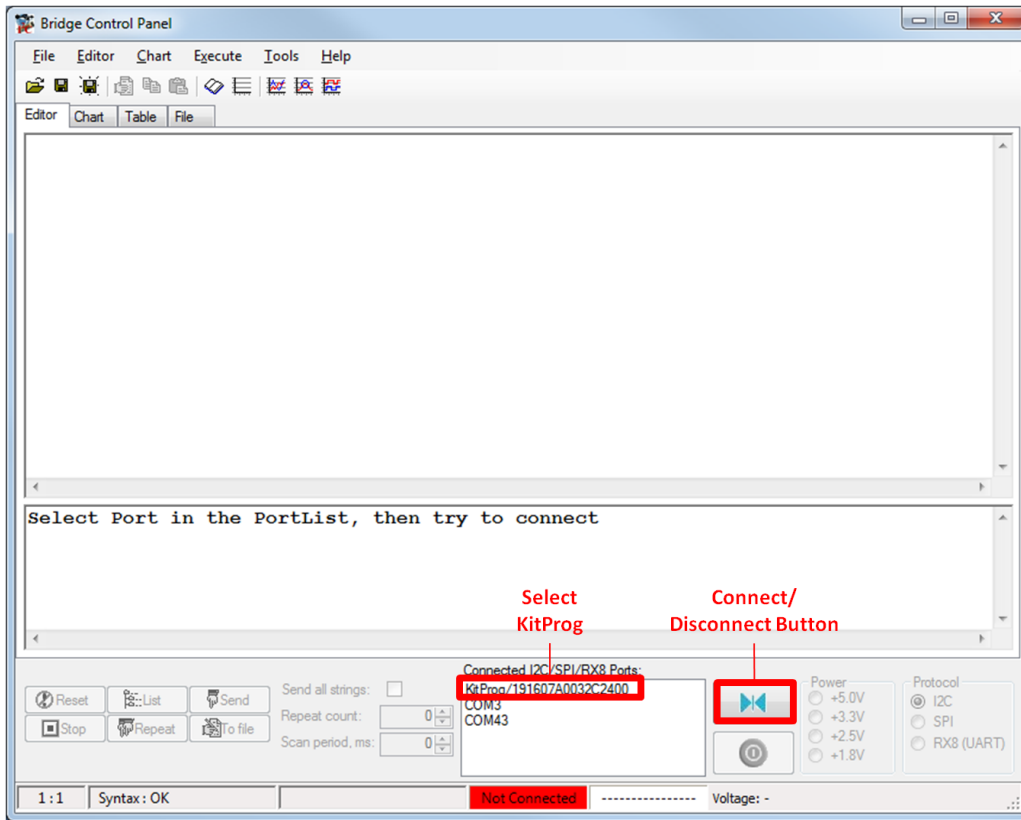 Bridge Control Panel
File Editor Chart Execute Tools Help
Editor Chart Table File
Select Port in the PortList, then try to connect
Select
KitProg
Connect/
Disconnect Button
Connected I2C/SPI/RX8 Ports:
KitProg/191607A0032C2400
COM3
COM43
Reset List Send
Stop Repeat To file
Send all strings:
Repeat count: 0
Scan period, ms: 0
Power
+5.0V
+3.3V
+2.5V
+1.8V
Protocol
I2C
SPI
RX8 (UART)
1:1 Syntax : OK Not Connected ---------------- Voltage: -